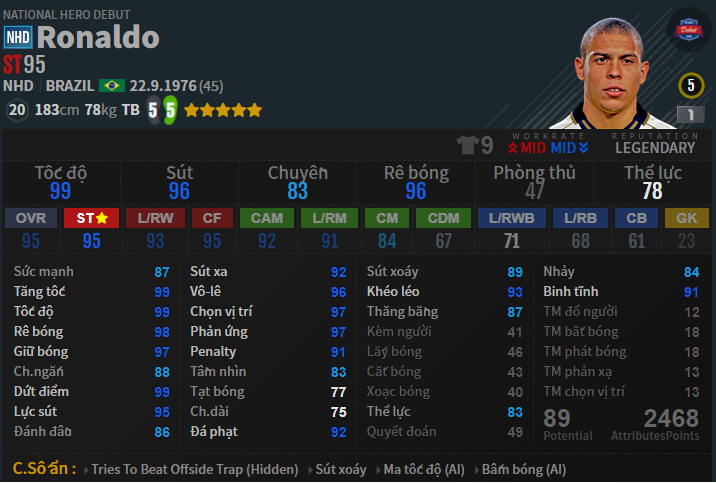 NATIONAL HERO DEBUT
NHD Ronaldo
Debut
ST 95
NHD BRAZIL 22.9.1976 (45)
5
20 183cm 78kg TB 5 5
1
9 WORKRATE MID MID REPUTATION LEGENDARY
Tốc độ Sút Chuyền Rê bóng Phòng thủ Thể lực
99 96 83 96 47 78
OVR ST L/RW CF CAM L/RM CM CDM L/RWB L/RB CB GK
95 95 93 95 92 91 84 67 71 68 61 23
Sức mạnh 87 Sút xa 92 Sút xoáy 89 Nhảy 84
Tăng tốc 99 Vô-lê 96 Khéo léo 93 Bình tĩnh 91
Tốc độ 99 Chọn vị trí 97 Thăng bằng 87 TM đổ người 12
Rê bóng 98 Phản ứng 97 Kèm người 41 TM bắt bóng 18
Giữ bóng 97 Penalty 91 Lấy bóng 46 TM phát bóng 18
Ch.ngắn 88 Tầm nhìn 83 Cắt bóng 43 TM phản xạ 13
Dứt điểm 99 Tạt bóng 77 Xoạc bóng 40 TM chọn vị trí 13
Lực sút 95 Ch.dài 75 Thể lực 83 89 2468
Đánh đầu 86 Đá phạt 92 Quyết đoán 49 Potential AttributesPoints
C.Số ẩn : Tries To Beat Offside Trap (Hidden) Sút xoáy Ma tốc độ (AI) Bấm bóng (AI)